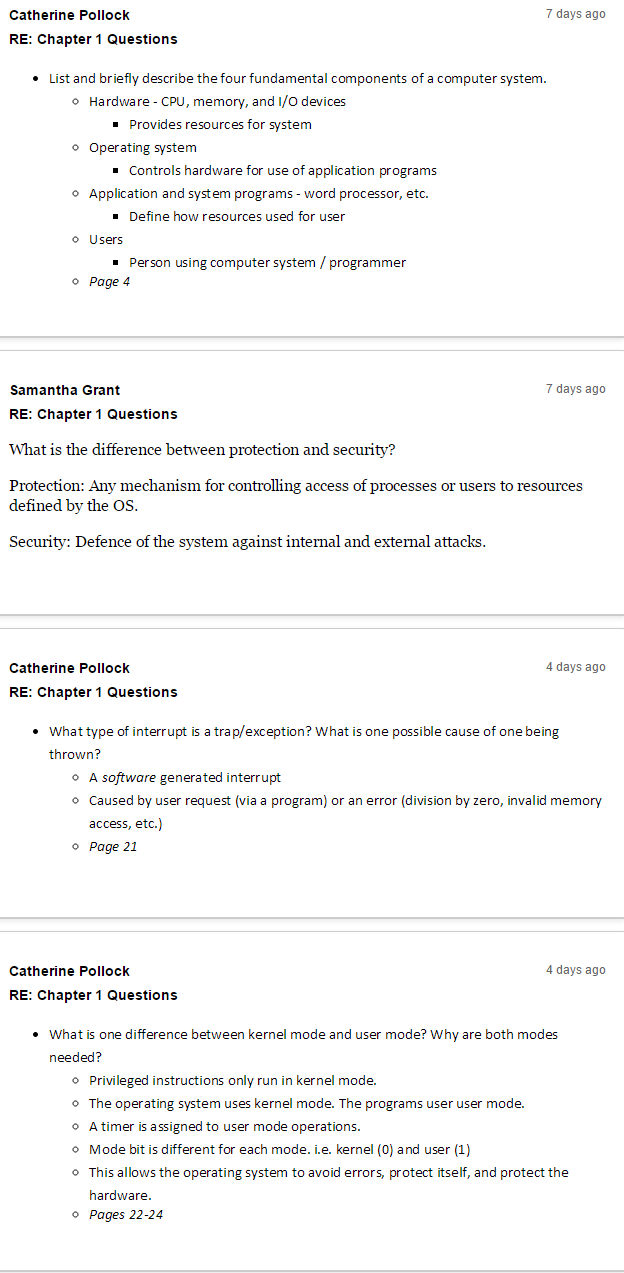 Catherine Pollock 7 days ago
RE: Chapter 1 Questions
• List and briefly describe the four fundamental components of a computer system.
○ Hardware - CPU, memory, and I/O devices
▪ Provides resources for system
○ Operating system
▪ Controls hardware for use of application programs
○ Application and system programs - word processor, etc.
▪ Define how resources used for user
○ Users
▪ Person using computer system / programmer
○ Page 4
Samantha Grant 7 days ago
RE: Chapter 1 Questions
What is the difference between protection and security?
Protection: Any mechanism for controlling access of processes or users to resources
defined by the OS.
Security: Defence of the system against internal and external attacks.
Catherine Pollock 4 days ago
RE: Chapter 1 Questions
• What type of interrupt is a trap/exception? What is one possible cause of one being
thrown?
○ A software generated interrupt
○ Caused by user request (via a program) or an error (division by zero, invalid memory
access, etc.)
○ Page 21
Catherine Pollock 4 days ago
RE: Chapter 1 Questions
• What is one difference between kernel mode and user mode? Why are both modes
needed?
○ Privileged instructions only run in kernel mode.
○ The operating system uses kernel mode. The programs user user mode.
○ A timer is assigned to user mode operations.
○ Mode bit is different for each mode. i.e. kernel (0) and user (1)
○ This allows the operating system to avoid errors, protect itself, and protect the
hardware.
○ Pages 22-24